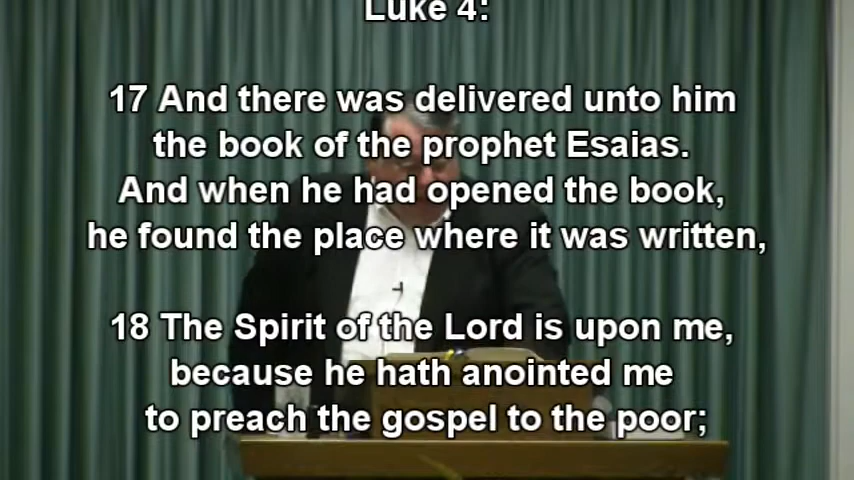 Luke 4:
17 And there was delivered unto him
the book of the prophet Esaias.
And when he had opened the book,
he found the place where it was written,
18 The Spirit of the Lord is upon me,
because he hath anointed me
to preach the gospel to the poor;